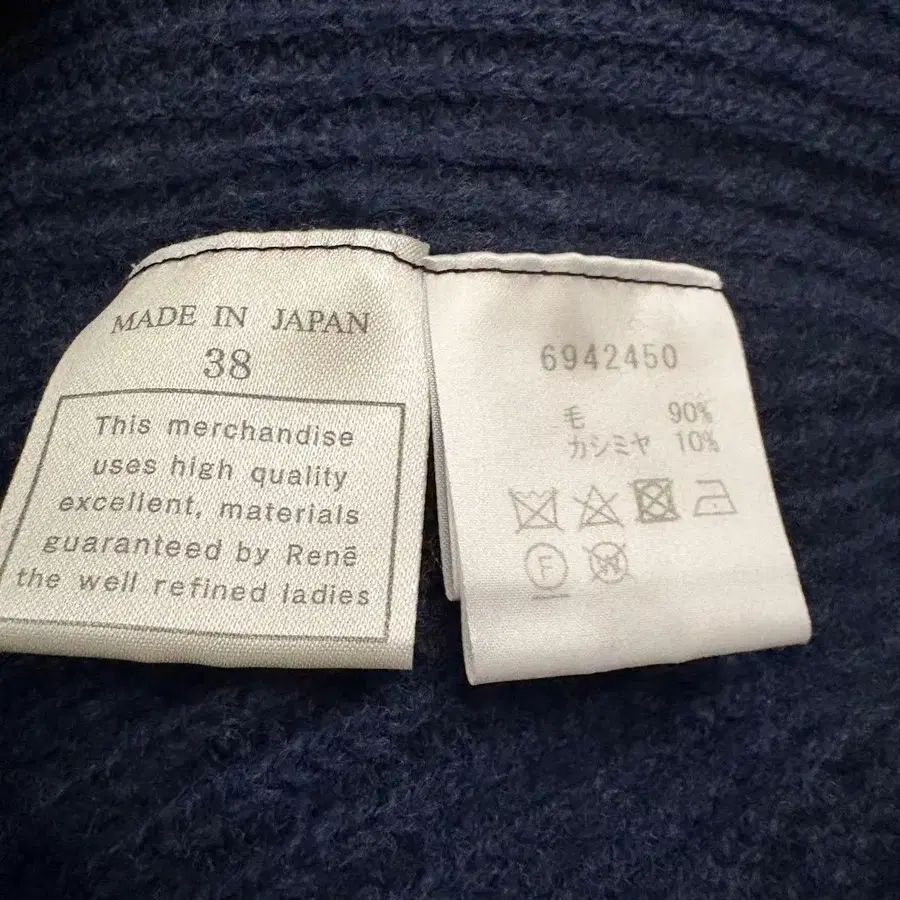 MADE IN JAPAN
38
This merchandise
uses high quality
excellent, materials
guaranteed by Renē
the well refined ladies
6942450
毛 90%
カシミヤ 10%
F
W